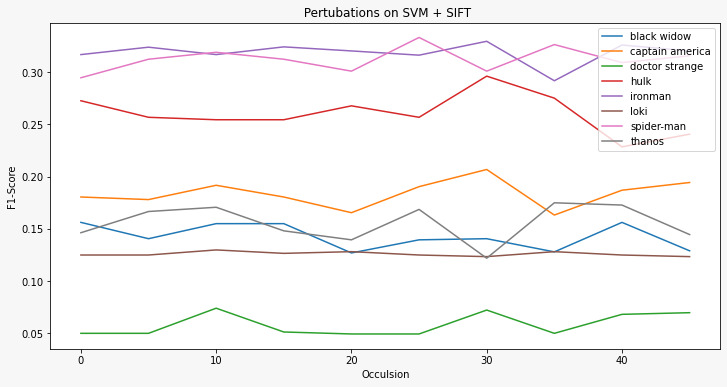 Pertubations on SVM + SIFT
F1-Score
0.30
0.25
0.20
0.15
0.10
0.05
0
10
20
30
40
Occulsion
black widow
captain america
doctor strange
hulk
ironman
loki
spider-man
thanos